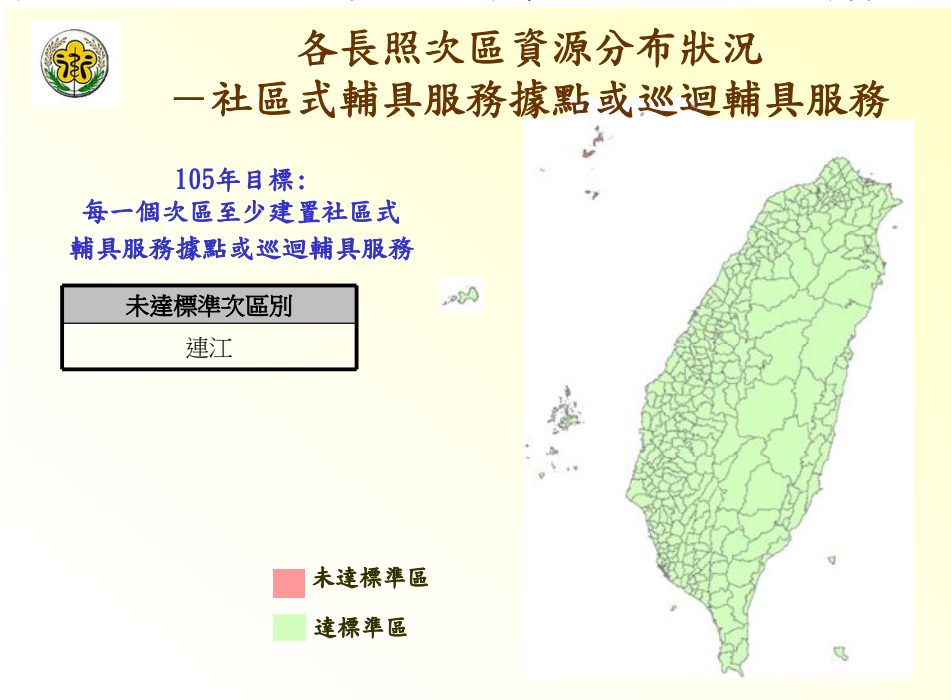 各長照次區資源分布狀況
－社區式輔具服務據點或巡迴輔具服務
105年目標:
每一個次區至少建置社區式
輔具服務據點或巡迴輔具服務
未達標準次區別
連江
未達標準區
達標準區